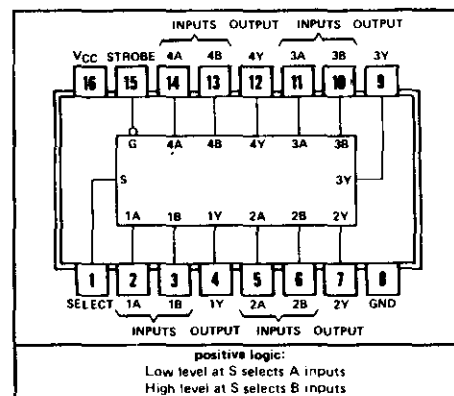 INPUTS OUTPUT INPUTS OUTPUT
VCC STROBE 4A 4B 4Y 3A 3B 3Y
16 15 14 13 12 11 10 9
G 4A 4B 4Y 3A 3B
S 3Y
1A 1B 1Y 2A 2B 2Y
1 2 3 4 5 6 7 8
SELECT 1A 1B 1Y 2A 2B 2Y GND
INPUTS OUTPUT INPUTS OUTPUT
positive logic:
Low level at S selects A inputs
High level at S selects B inputs